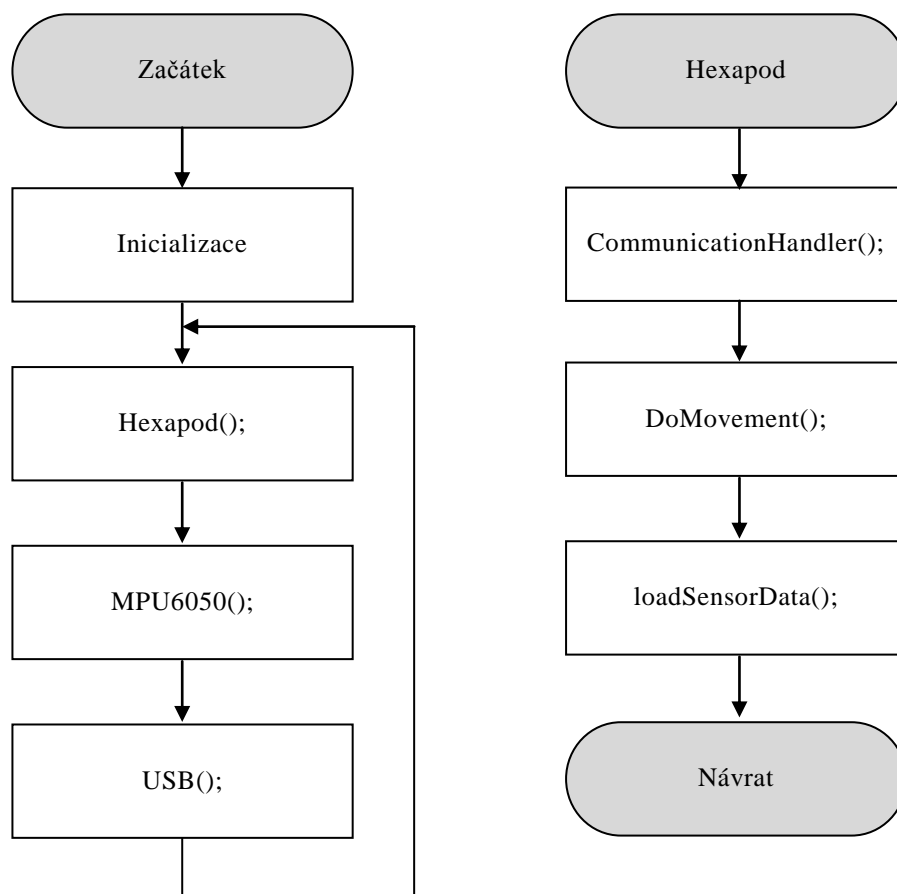 Začátek
Inicializace
Hexapod();
MPU6050();
USB();
Hexapod
CommunicationHandler();
DoMovement();
loadSensorData();
Návrat